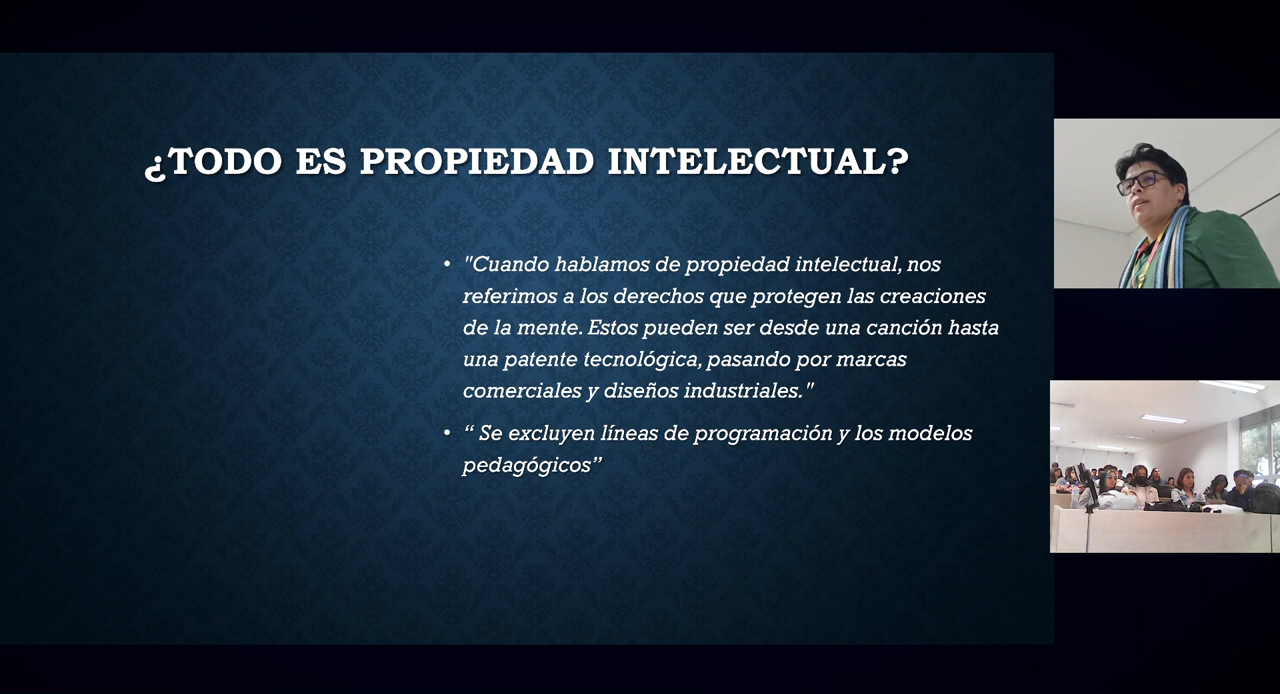 ¿TODO ES PROPIEDAD INTELECTUAL?
• "Cuando hablamos de propiedad intelectual, nos
referimos a los derechos que protegen las creaciones
de la mente. Estos pueden ser desde una canción hasta
una patente tecnológica, pasando por marcas
comerciales y diseños industriales."
• “ Se excluyen líneas de programación y los modelos
pedagógicos”